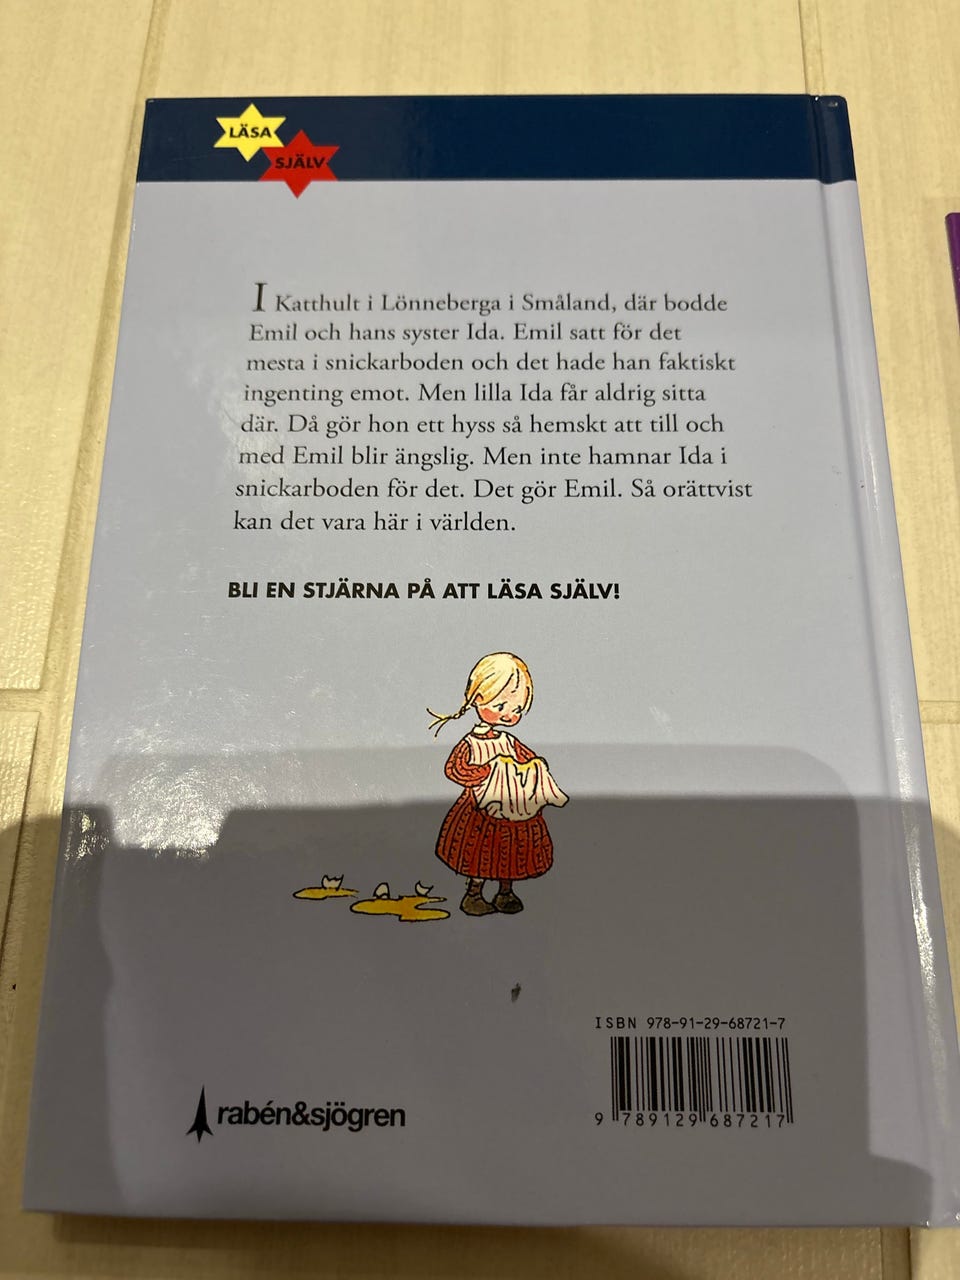 LÄSA
SJÄLV
I Katthult i Lönneberga i Småland, där bodde
Emil och hans syster Ida. Emil satt för det
mesta i snickarboden och det hade han faktiskt
ingenting emot. Men lilla Ida får aldrig sitta
där. Då gör hon ett hyss så hemskt att till och
med Emil blir ängslig. Men inte hamnar Ida i
snickarboden för det. Det gör Emil. Så orättvist
kan det vara här i världen.
BLI EN STJÄRNA PÅ ATT LÄSA SJÄLV!
ISBN 978-91-29-68721-7
9 789129 687217
rabén&sjögren